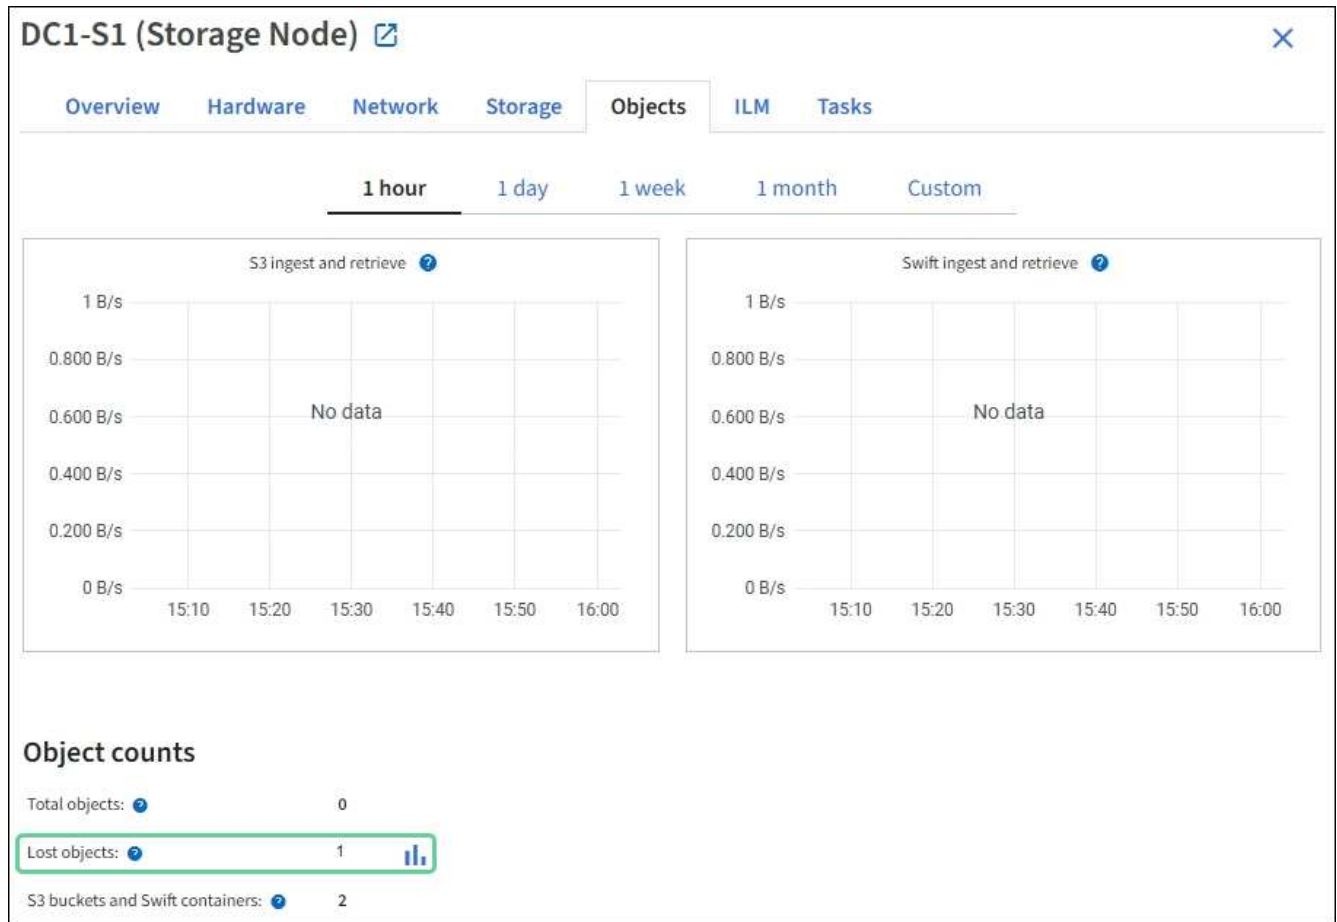 DC1-S1 (Storage Node)
Overview Hardware Network Storage Objects ILM Tasks
1 hour 1 day 1 week 1 month Custom
S3 ingest and retrieve
1 B/s
0.800 B/s
0.600 B/s
0.400 B/s
0.200 B/s
0 B/s
No data
15:10 15:20 15:30 15:40 15:50 16:00
Swift ingest and retrieve
1 B/s
0.800 B/s
0.600 B/s
0.400 B/s
0.200 B/s
0 B/s
No data
15:10 15:20 15:30 15:40 15:50 16:00
Object counts
Total objects: 0
Lost objects: 1
S3 buckets and Swift containers: 2